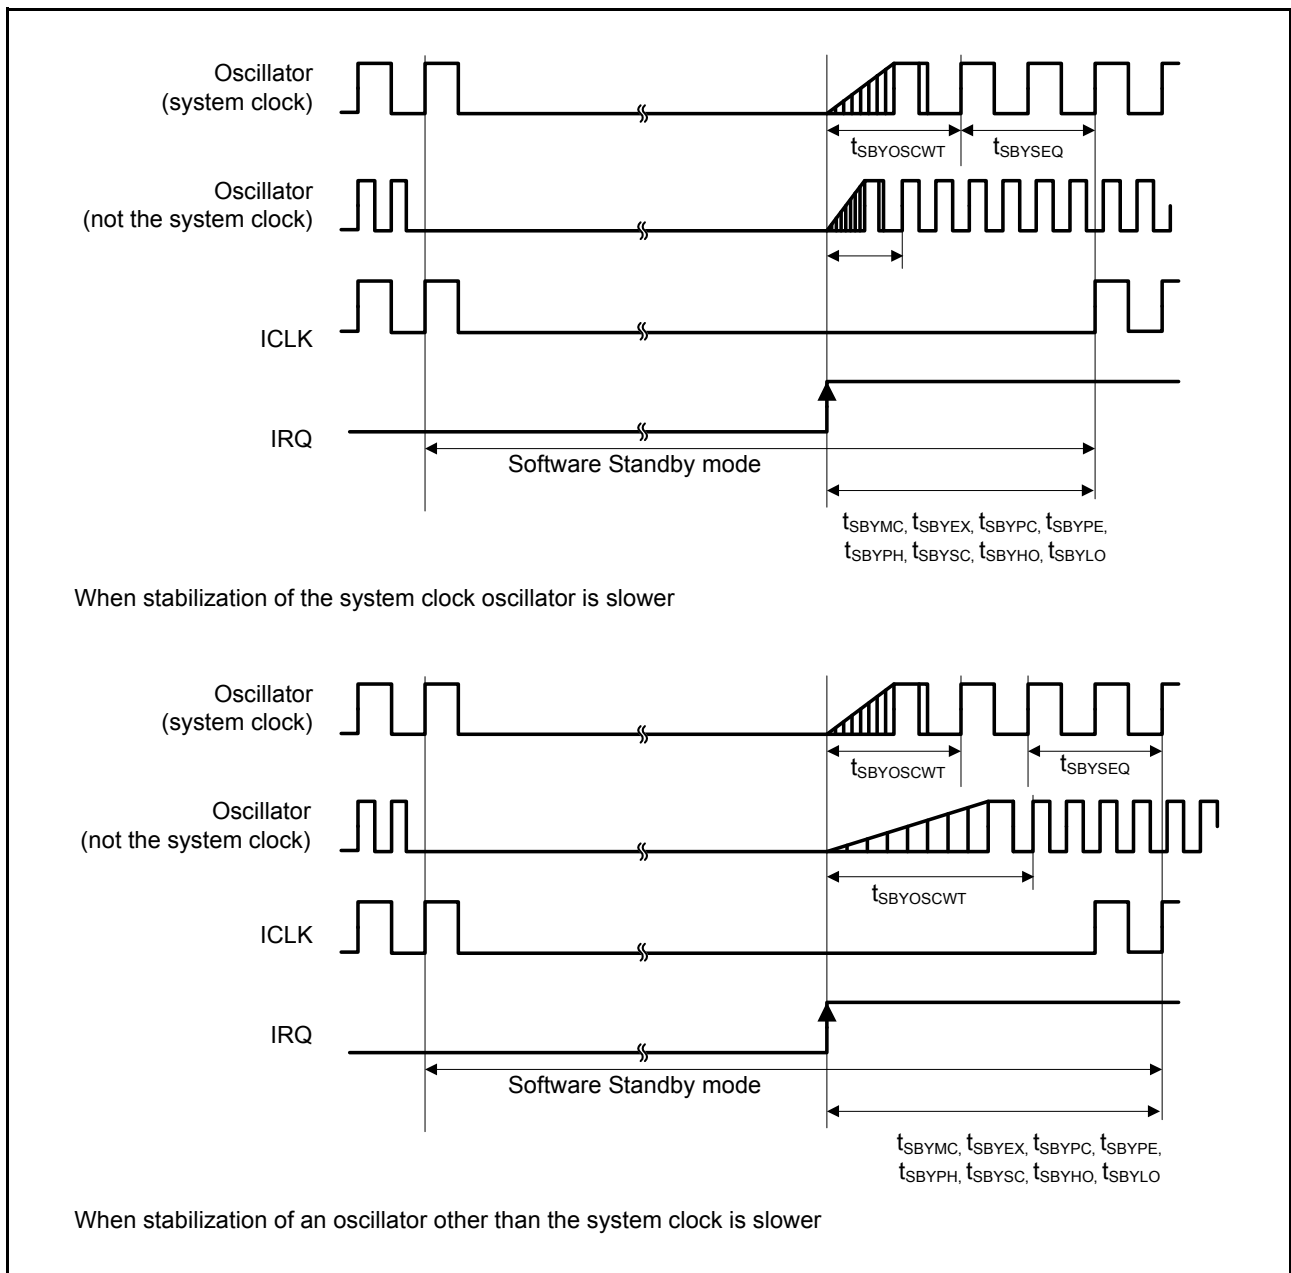 Oscillator
(system clock)
tSBYOSCWT
tSBYSEQ
Oscillator
(not the system clock)
ICLK
IRQ
Software Standby mode
tSBYMC, tSBYEX, tSBYPC, tSBYPE,
tSBYPH, tSBYSC, tSBYHO, tSBYLO
When stabilization of the system clock oscillator is slower
Oscillator
(system clock)
tSBYOSCWT
tSBYSEQ
Oscillator
(not the system clock)
tSBYOSCWT
ICLK
IRQ
Software Standby mode
tSBYMC, tSBYEX, tSBYPC, tSBYPE,
tSBYPH, tSBYSC, tSBYHO, tSBYLO
When stabilization of an oscillator other than the system clock is slower